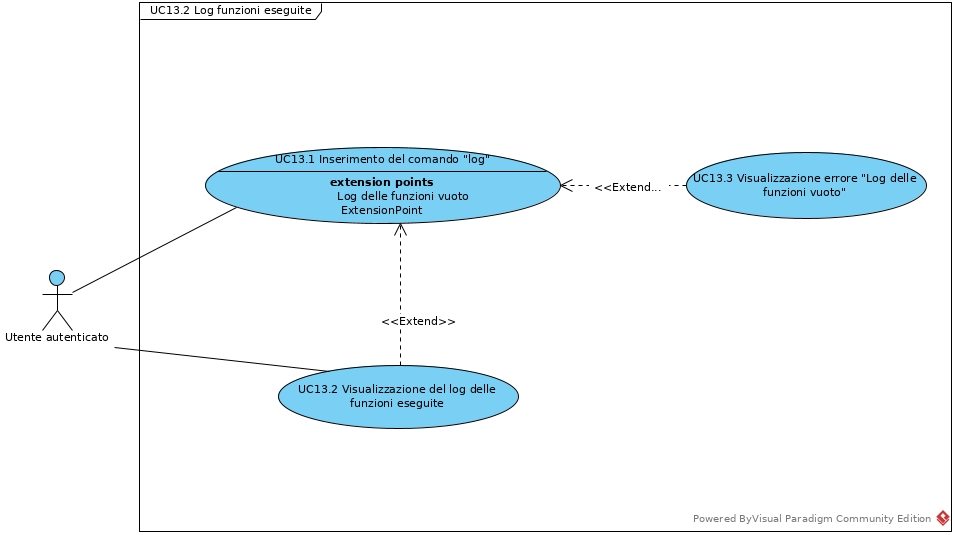 UC13.2 Log funzioni eseguite
UC13.1 Inserimento del comando "log"
extension points
Log delle funzioni vuoto
ExtensionPoint
<<Extend...
UC13.3 Visualizzazione errore "Log delle
funzioni vuoto"
Utente autenticato
<<Extend>>
UC13.2 Visualizzazione del log delle
funzioni eseguite
Powered ByVisual Paradigm Community Edition